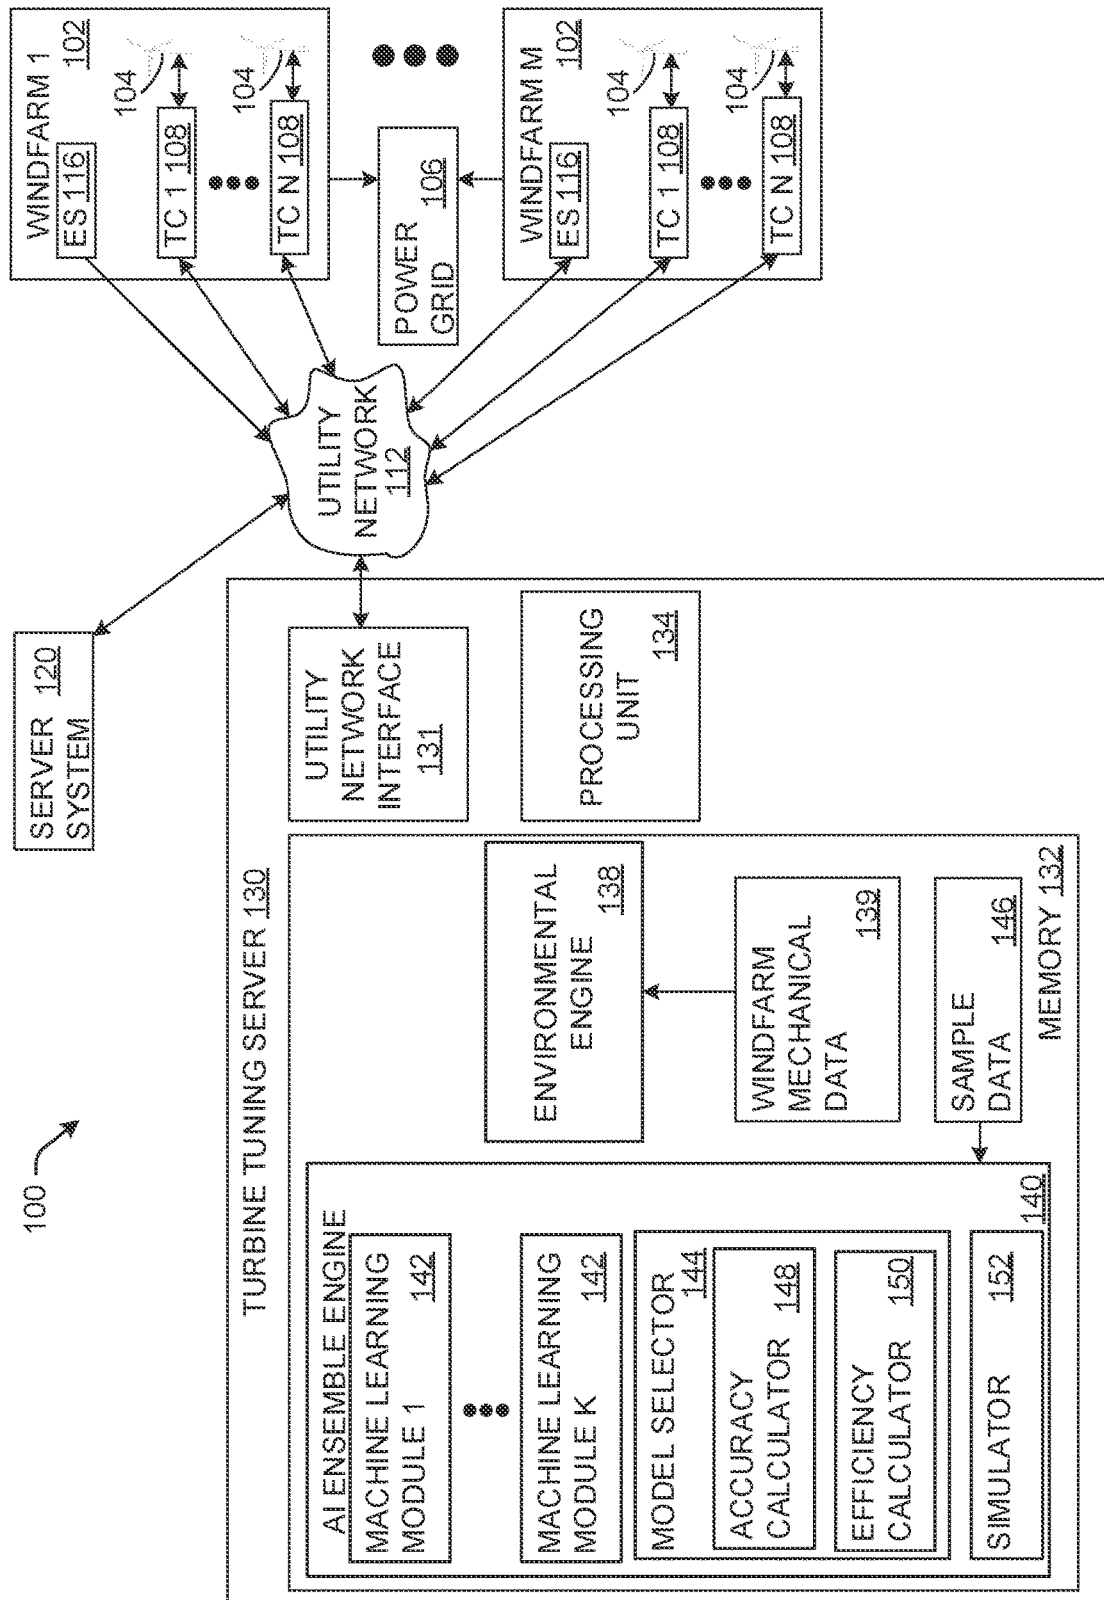 100
SERVER 120
SYSTEM
TURBINE TUNING SERVER 130
AI ENSEMBLE ENGINE
MACHINE LEARNING
MODULE 1 142
MACHINE LEARNING
MODULE K 142
MODEL SELECTOR
144
ACCURACY
CALCULATOR 148
EFFICIENCY
CALCULATOR 150
SIMULATOR 152
140
ENVIRONMENTAL
ENGINE 138
WINDFARM
MECHANICAL
DATA 139
SAMPLE
DATA 146
MEMORY 132
UTILITY
NETWORK
INTERFACE
131
PROCESSING
UNIT 134
UTILITY
NETWORK
112
WINDFARM 1 102
ES 116
104
TC 1 108
104
TC N 108
POWER
GRID 106
WINDFARM M 102
ES 116
104
TC 1 108
104
TC N 108